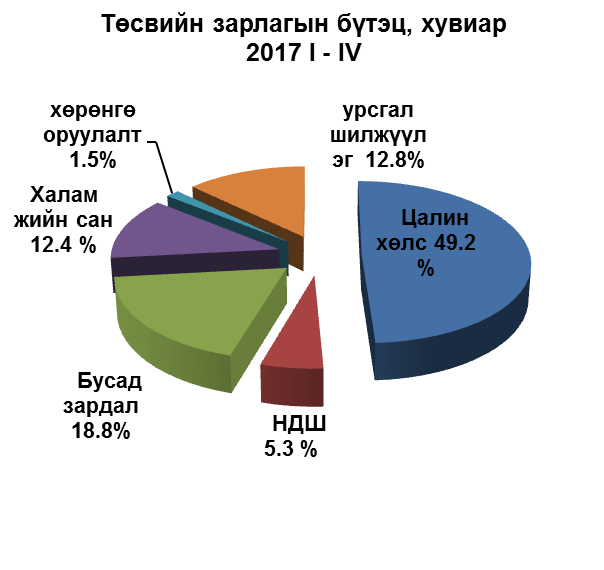 Төсвийн зарлагын бүтэц, хувиар
2017 I - IV
хөрөнгө
оруулалт
1.5%
урсгал
шилжүүл
эг 12.8%
Халам
жийн сан
12.4 %
Цалин
хөлс 49.2
%
Бусад
зардал
18.8%
НДШ
5.3 %